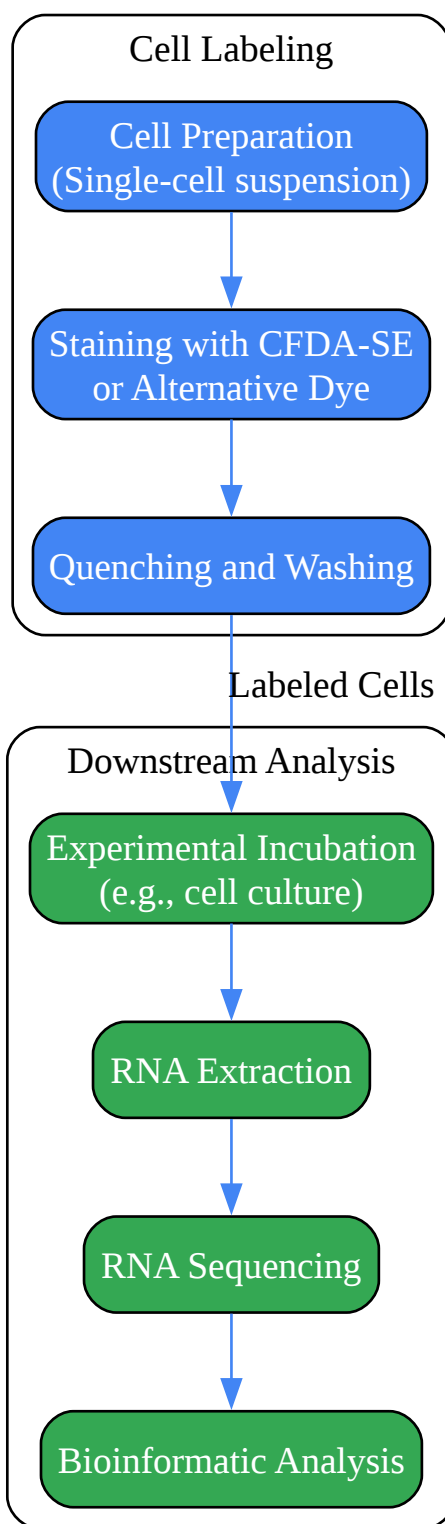 Cell Labeling
Cell Preparation
(Single-cell suspension)
Staining with CFDA-SE
or Alternative Dye
Quenching and Washing
Labeled Cells
Downstream Analysis
Experimental Incubation
(e.g., cell culture)
RNA Extraction
RNA Sequencing
Bioinformatic Analysis